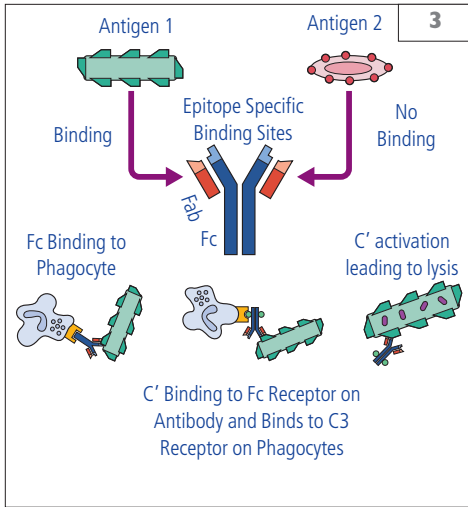 Antigen 1
Antigen 2
3
Epitope Specific
Binding Sites
Binding
No
Binding
Fab
Fc
Fc Binding to
Phagocyte
C’ activation
leading to lysis
C’ Binding to Fc Receptor on
Antibody and Binds to C3
Receptor on Phagocytes